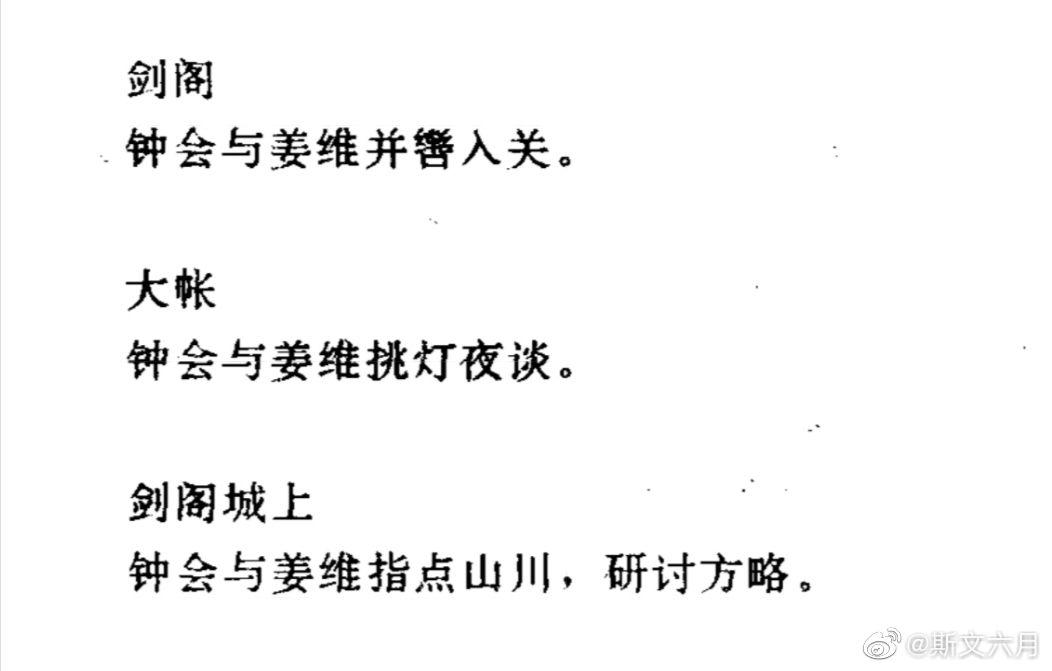 剑阁
钟会与姜维并辔入关。
大帐
钟会与姜维挑灯夜谈。
剑阁城上
钟会与姜维指点山川，研讨方略。
@斯文六月